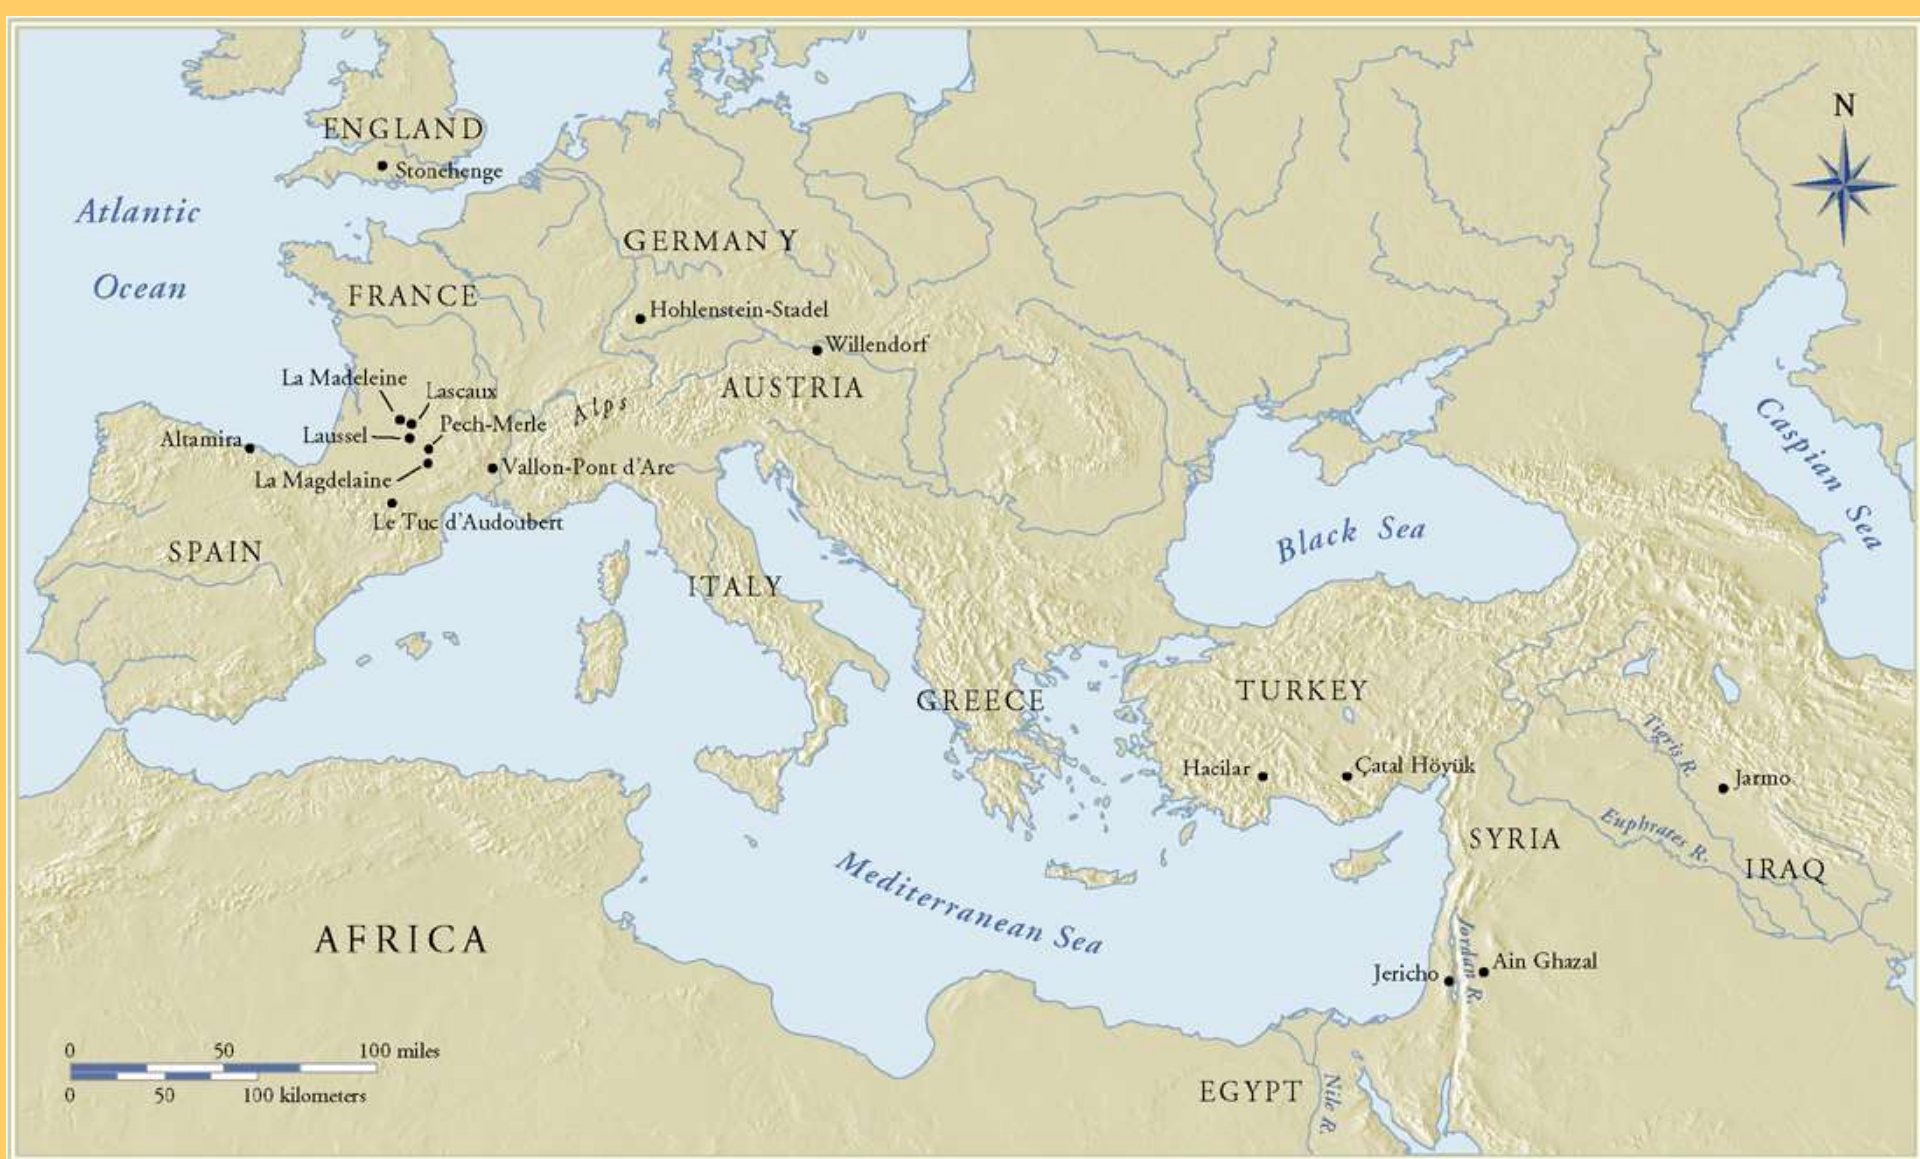 N
ENGLAND
Stonehenge
Atlantic
Ocean
GERMAN Y
FRANCE
Hohlenstein-Stadel
Willendorf
La Madeleine
Lascaux
AUSTRIA
Alps
Pech-Merle
Laussel
Altamira
Vallon-Pont d'Arc
La Magdelaine
Le Tuc d'Audoubert
Caspian Sea
Black Sea
SPAIN
ITALY
GREECE
TURKEY
Tigris R.
Hacilar
Çatal Höyük
Jarmo
Euphrates R.
SYRIA
IRAQ
Mediterranean Sea
AFRICA
Jordan R.
Jericho
Ain Ghazal
0 50 100 miles
0 50 100 kilometers
EGYPT
Nile R.